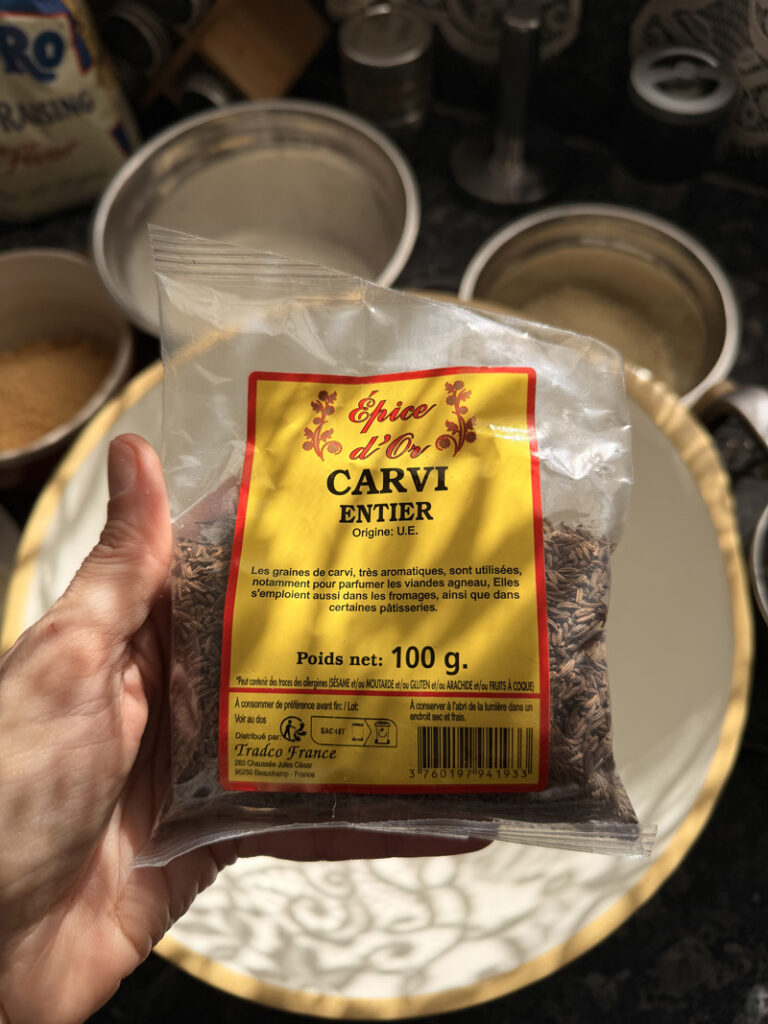 RO
RAISING
Épice
d'Or
CARVI
ENTIER
Origine: U.E.
Les graines de carvi, très aromatiques, sont utilisées,
notamment pour parfumer les viandes agneau, Elles
s'emploient aussi dans les fromages, ainsi que dans
certaines pâtisseries.
Poids net: 100 g.
*Peut contenir des traces des allergènes (SÉSAME et/ou MOUTARDE et/ou GLUTEN et/ou ARACHIDE et/ou FRUITS À COQUE)
À consommer de préférence avant fin: / Lot:
Voir au dos
À conserver à l'abri de la lumière dans un
endroit sec et frais.
Distribué par:
SACHET
Tradco France
283 Chaussée Jules César
95250 Beauchamp - France
3 760197 941933